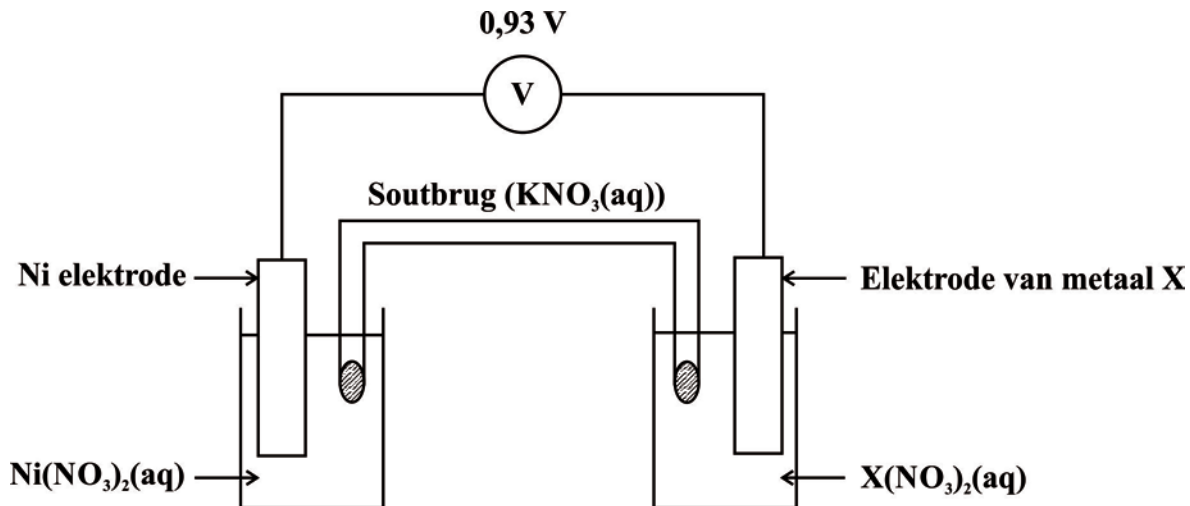 0,93 V
V
Soutbrug (KNO₃(aq))
Ni elektrode
Elektrode van metaal X
Ni(NO₃)₂(aq)
X(NO₃)₂(aq)